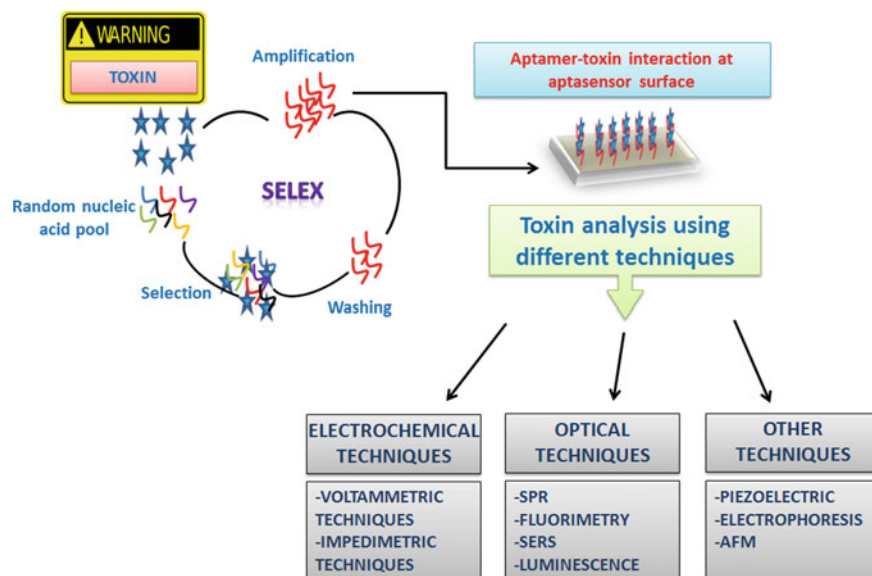 WARNING
TOXIN
Amplification
Random nucleic
acid pool
SELEX
Selection
Washing
Aptamer-toxin interaction at
aptasensor surface
Toxin analysis using
different techniques
ELECTROCHEMICAL
TECHNIQUES
-VOLTAMMETRIC
TECHNIQUES
-IMPEDIMETRIC
TECHNIQUES
OPTICAL
TECHNIQUES
-SPR
-FLUORIMETRY
-SERS
-LUMINESCENCE
OTHER
TECHNIQUES
-PIEZOELECTRIC
-ELECTROPHORESIS
-AFM